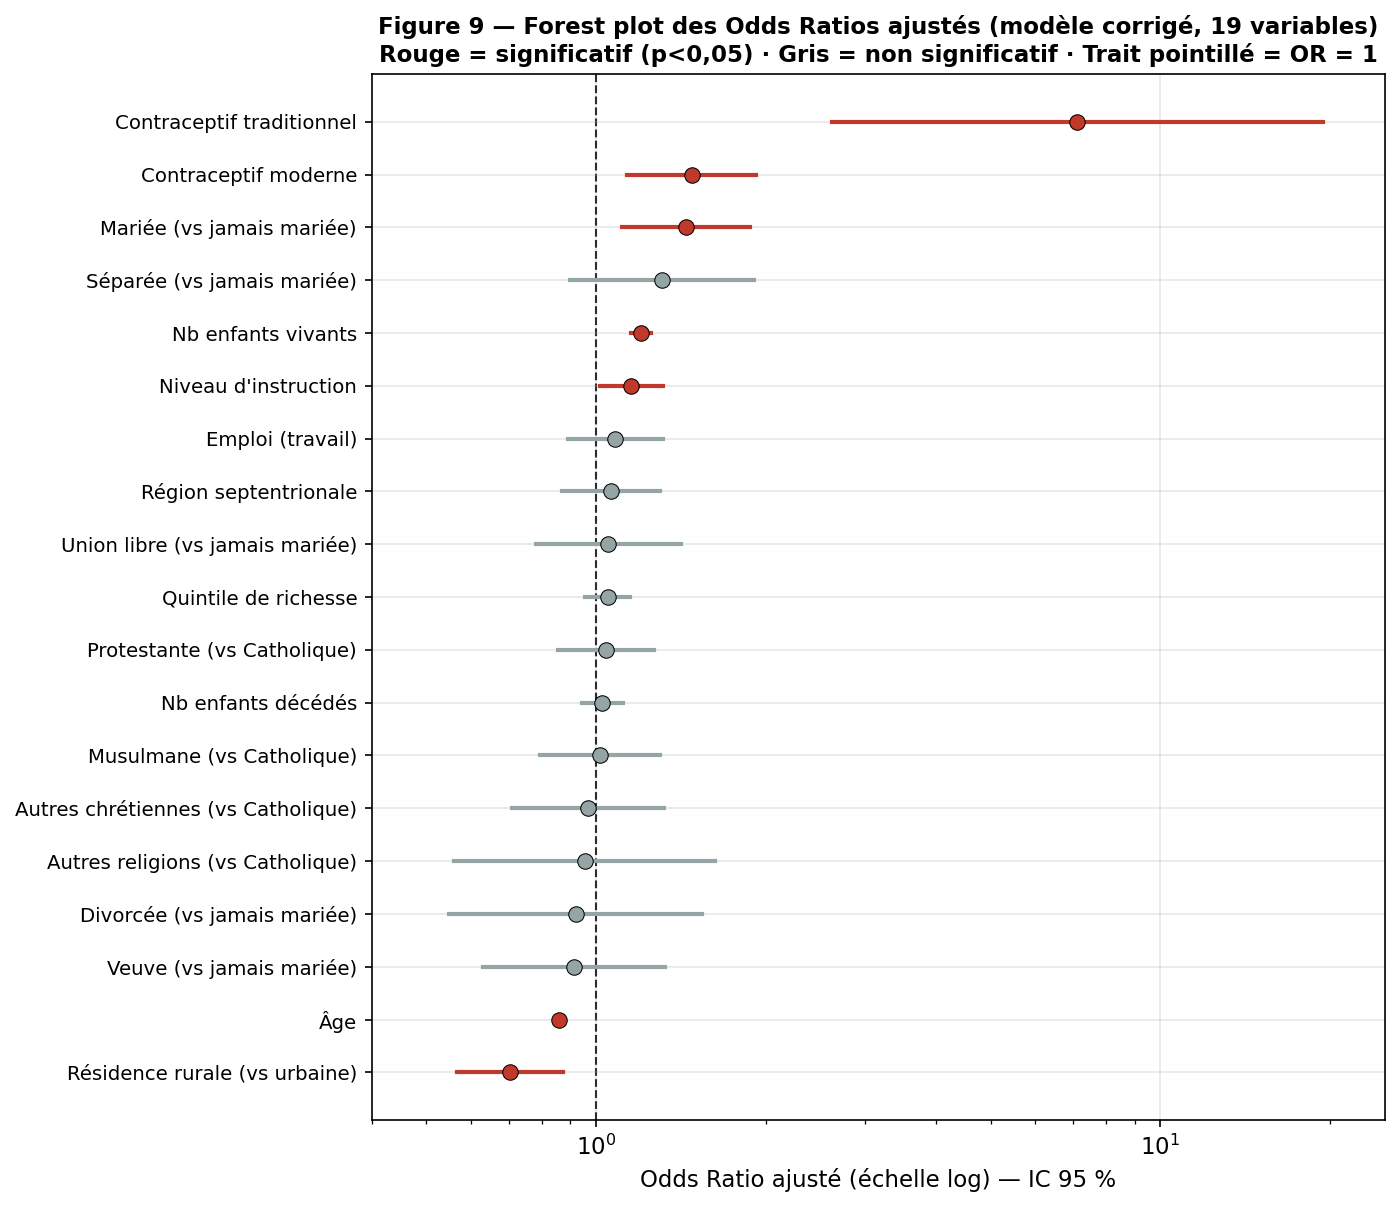 Figure 9 — Forest plot des Odds Ratios ajustés (modèle corrigé, 19 variables)
Rouge = significatif (p<0,05) · Gris = non significatif · Trait pointillé = OR = 1
Contraceptif traditionnel
Contraceptif moderne
Mariée (vs jamais mariée)
Séparée (vs jamais mariée)
Nb enfants vivants
Niveau d'instruction
Emploi (travail)
Région septentrionale
Union libre (vs jamais mariée)
Quintile de richesse
Protestante (vs Catholique)
Nb enfants décédés
Musulmane (vs Catholique)
Autres chrétiennes (vs Catholique)
Autres religions (vs Catholique)
Divorcée (vs jamais mariée)
Veuve (vs jamais mariée)
Âge
Résidence rurale (vs urbaine)
10⁰ 10¹
Odds Ratio ajusté (échelle log) — IC 95 %